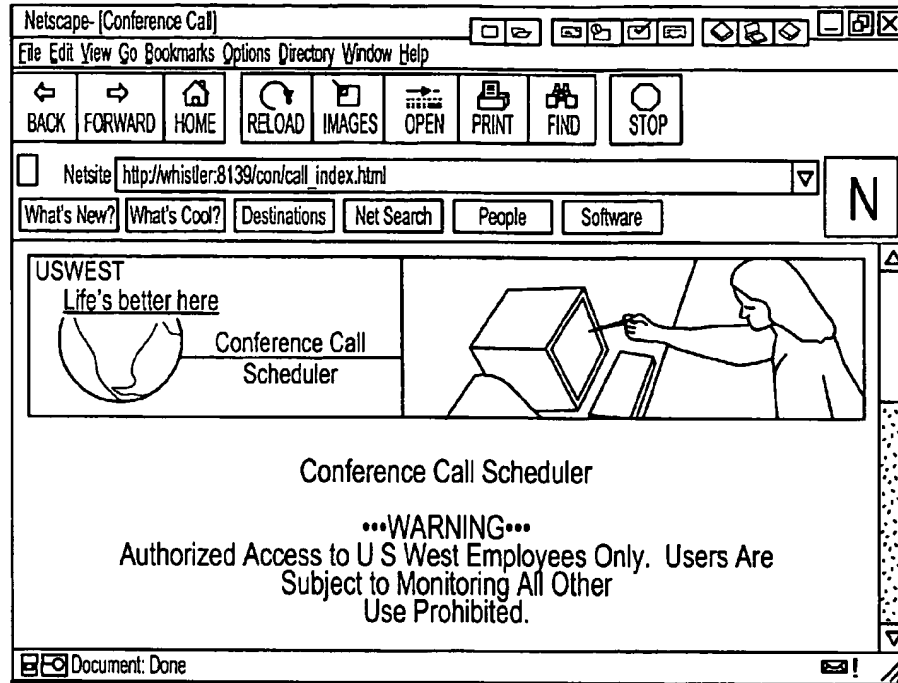 Netscape- [Conference Call]
File Edit View Go Bookmarks Options Directory Window Help
BACK FORWARD HOME RELOAD IMAGES OPEN PRINT FIND STOP
Netsite http://whistler:8139/con/call_index.html
N
What's New? What's Cool? Destinations Net Search People Software
USWEST
Life's better here
Conference Call
Scheduler
Conference Call Scheduler
•••WARNING•••
Authorized Access to U S West Employees Only. Users Are
Subject to Monitoring All Other
Use Prohibited.
Document: Done
!